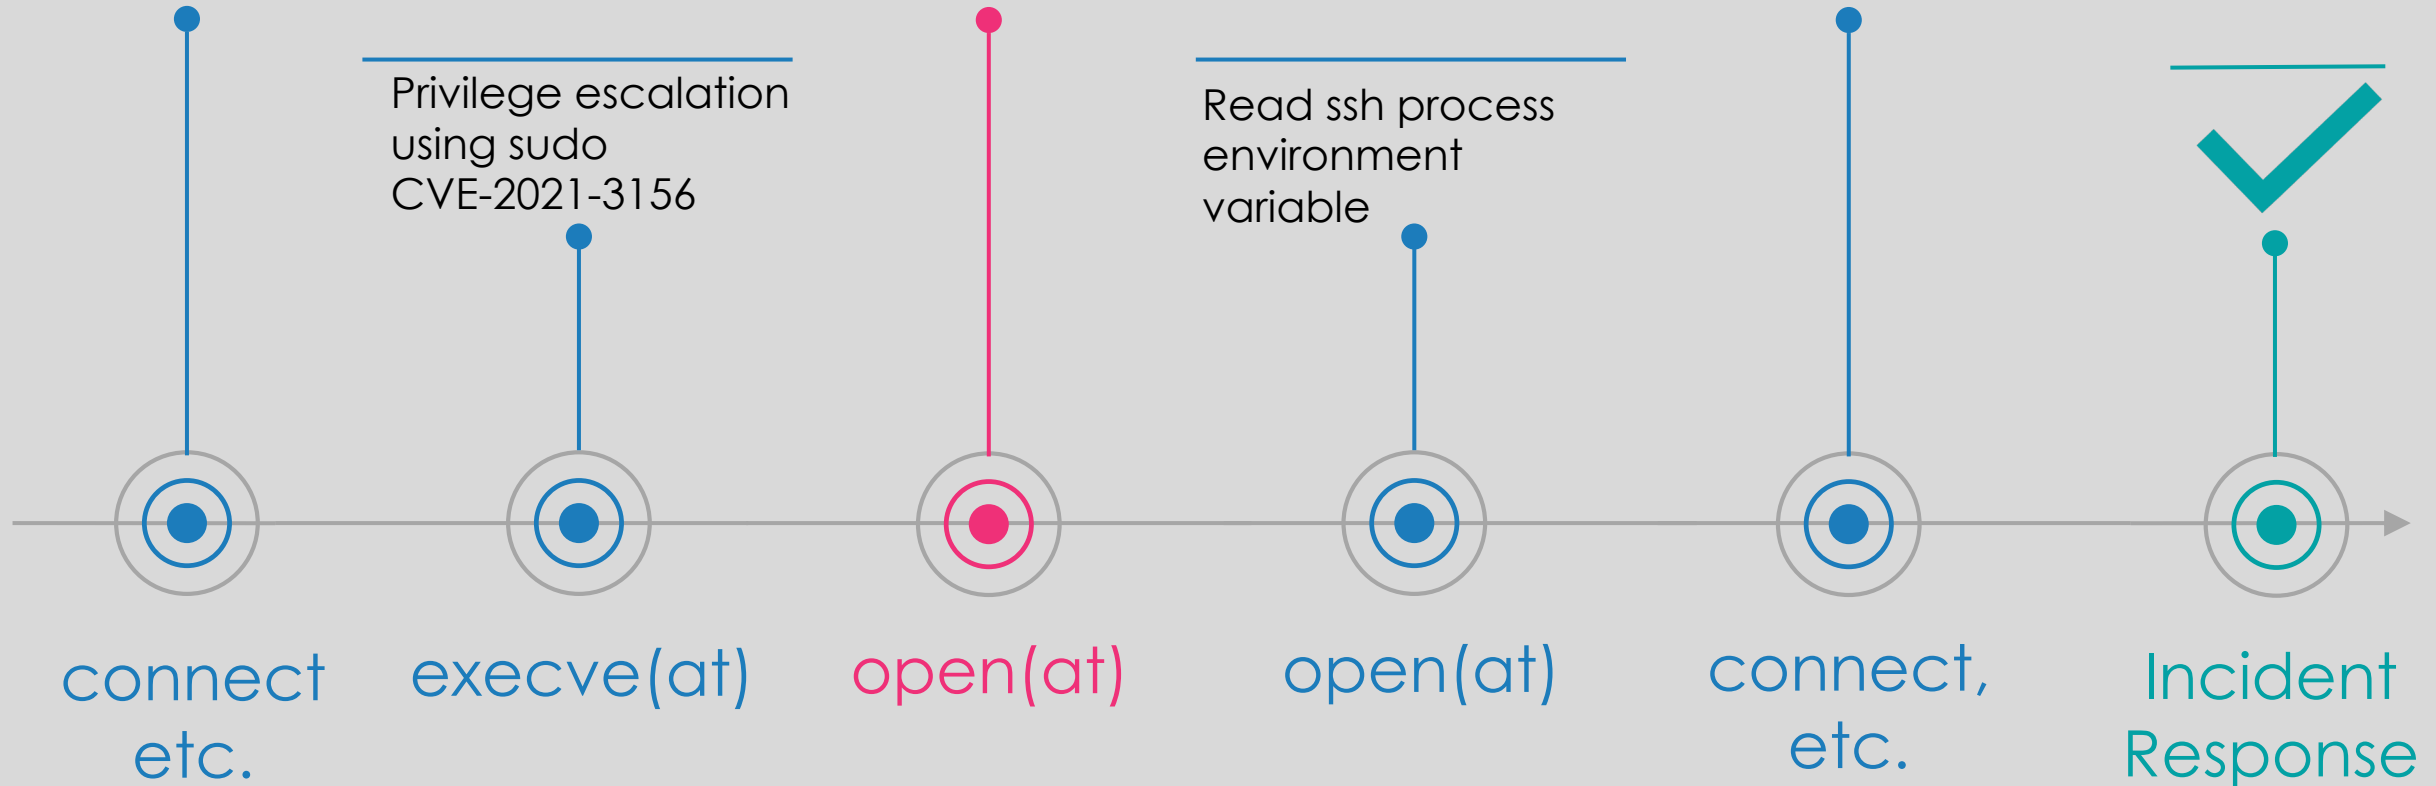 Privilege escalation
using sudo
CVE-2021-3156
Read ssh process
environment
variable
connect
etc.
execve(at)
open(at)
open(at)
connect,
etc.
Incident
Response